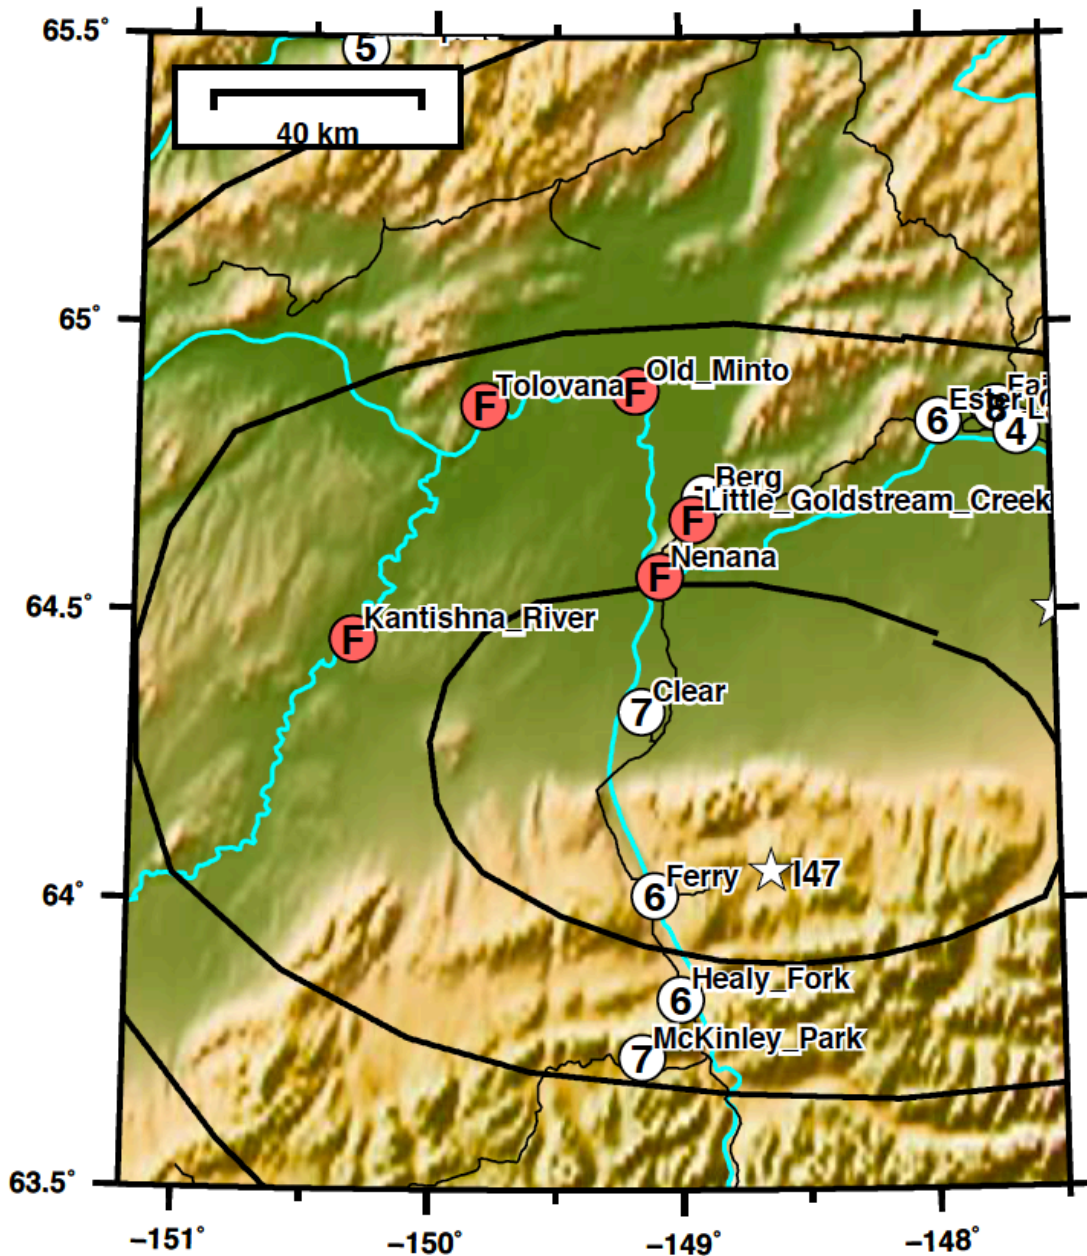 65.5°
5
40 km
65°
Tolovana
F
Old_Minto
F
Ester
6
8
4
Berg
Little_Goldstream_Creek
F
Nenana
F
64.5°
Kantishna_River
F
Clear
7
I47
Ferry
6
64°
Healy_Fork
6
McKinley_Park
7
63.5°
−151°
−150°
−149°
−148°